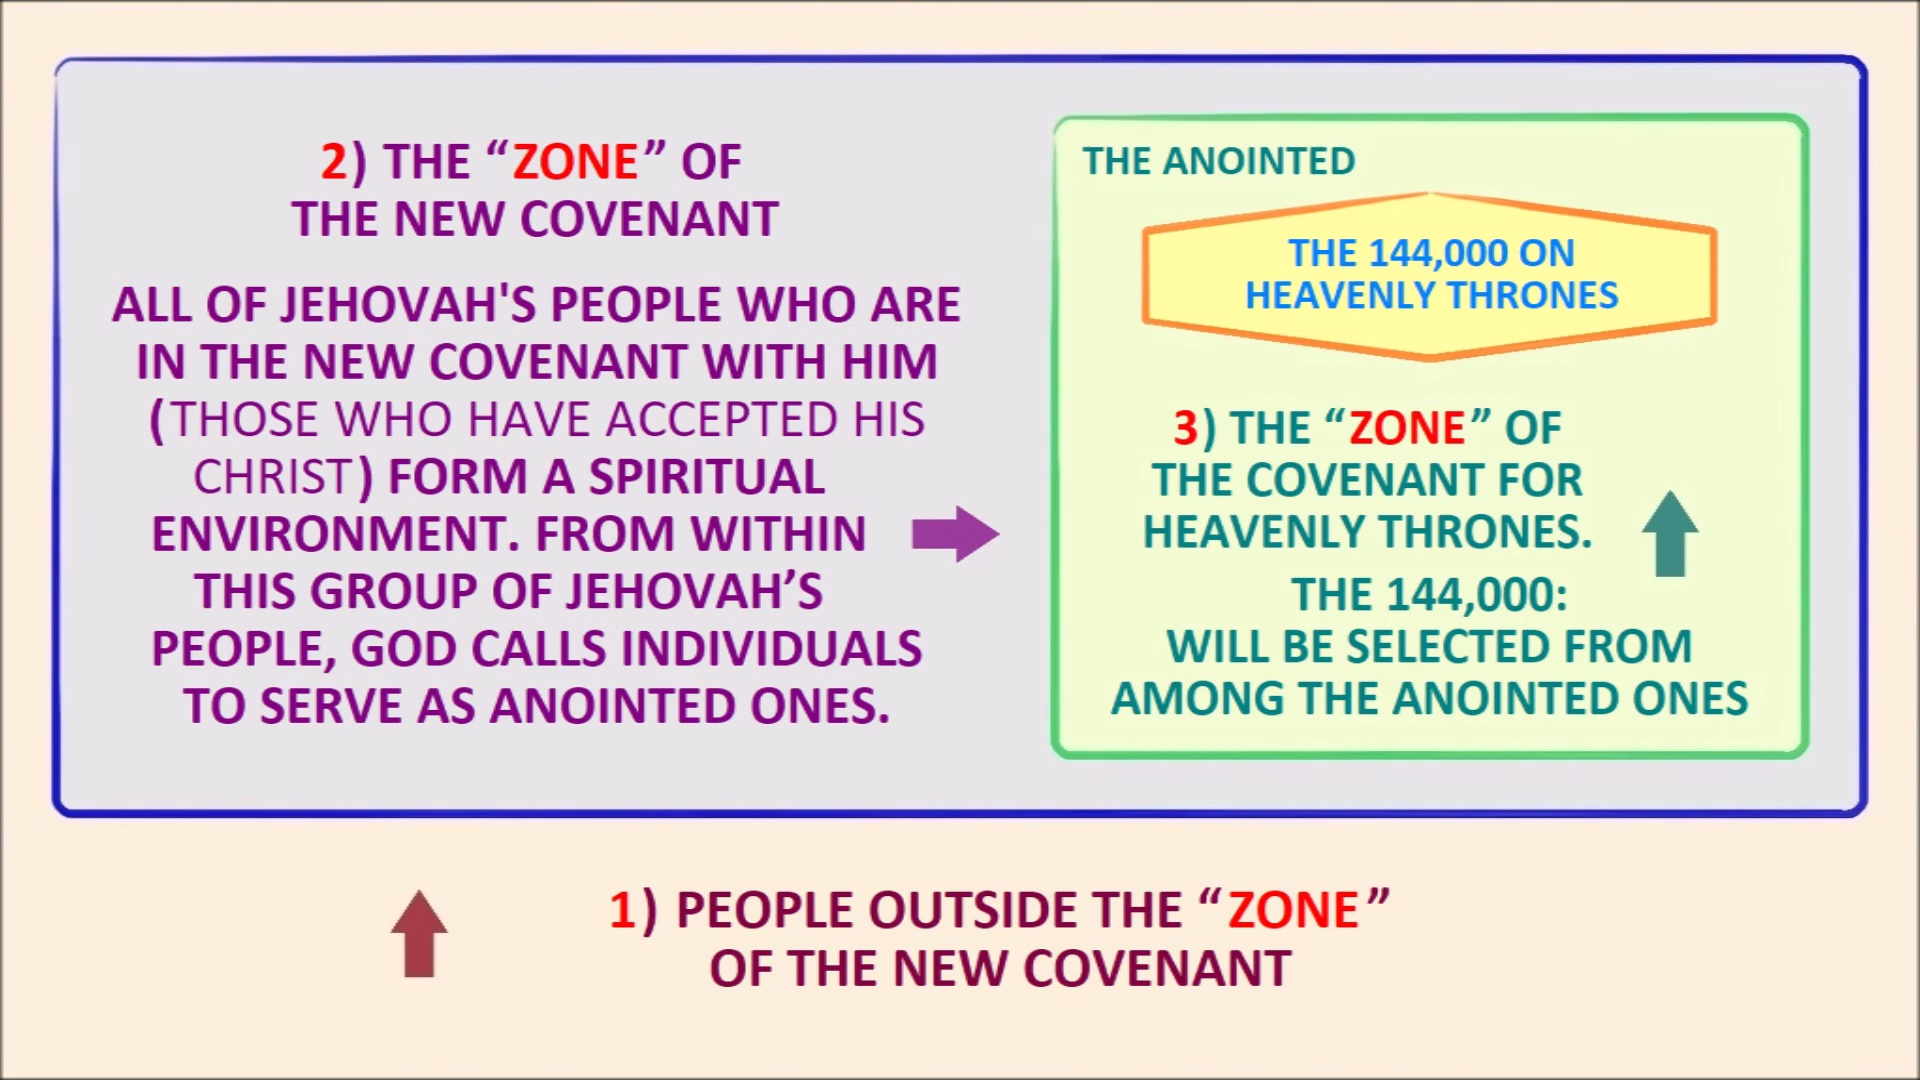 2) THE “ZONE” OF
THE NEW COVENANT
ALL OF JEHOVAH'S PEOPLE WHO ARE
IN THE NEW COVENANT WITH HIM
(THOSE WHO HAVE ACCEPTED HIS
CHRIST) FORM A SPIRITUAL
ENVIRONMENT. FROM WITHIN
THIS GROUP OF JEHOVAH’S
PEOPLE, GOD CALLS INDIVIDUALS
TO SERVE AS ANOINTED ONES.
THE ANOINTED
THE 144,000 ON
HEAVENLY THRONES
3) THE “ZONE” OF
THE COVENANT FOR
HEAVENLY THRONES.
THE 144,000:
WILL BE SELECTED FROM
AMONG THE ANOINTED ONES
1) PEOPLE OUTSIDE THE “ZONE”
OF THE NEW COVENANT